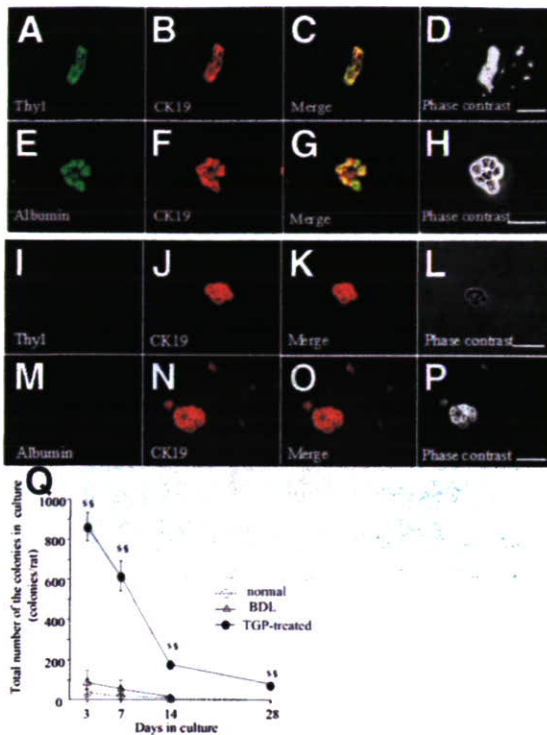 A B C D
Thy1 CK19 Merge Phase contrast
E F G H
Albumin CK19 Merge Phase contrast
I J K L
Thy1 CK19 Merge Phase contrast
M N O P
Albumin CK19 Merge Phase contrast
Q
Total number of the colonies in culture
(colonies/rat)
1000
800
600
400
200
$$
$$
$$
$$
normal
BDL
TGP-treated
3 7 14 28
Days in culture